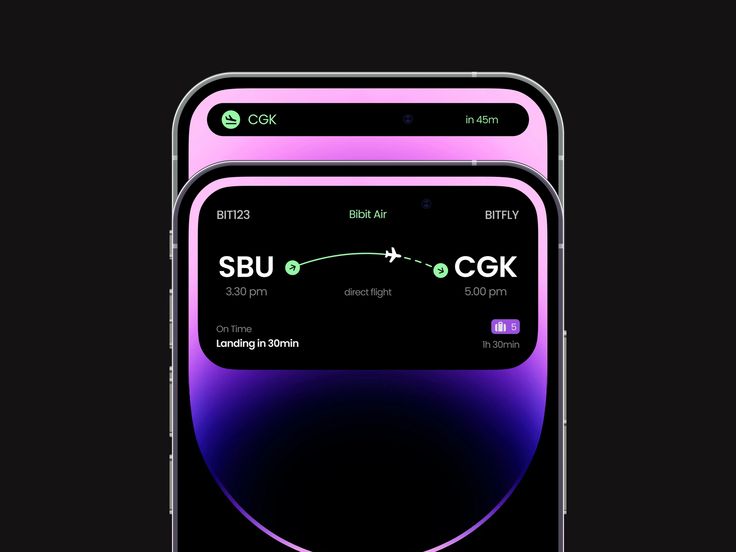 CGK in 45m
BIT123 Bibit Air BITFLY
SBU CGK
3.30 pm direct flight 5.00 pm
On Time 5
Landing in 30min 1h 30min